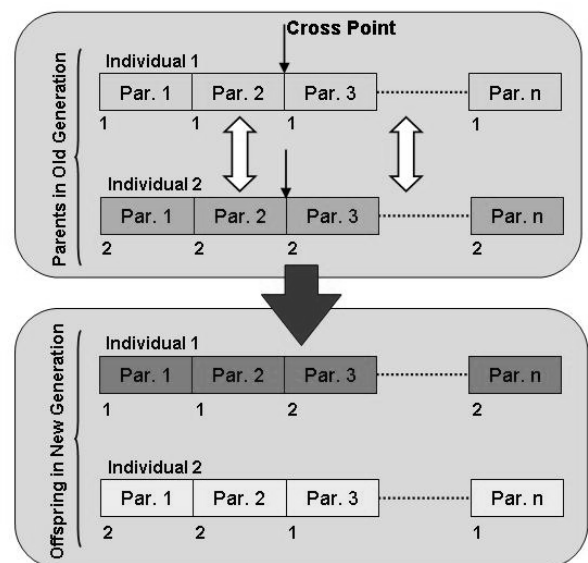 Cross Point
Parents in Old Generation
Individual 1
Par. 1 Par. 2 Par. 3 Par. n
1 1 1 1
Individual 2
Par. 1 Par. 2 Par. 3 Par. n
2 2 2 2
Offspring in New Generation
Individual 1
Par. 1 Par. 2 Par. 3 Par. n
1 1 2 2
Individual 2
Par. 1 Par. 2 Par. 3 Par. n
2 2 1 1